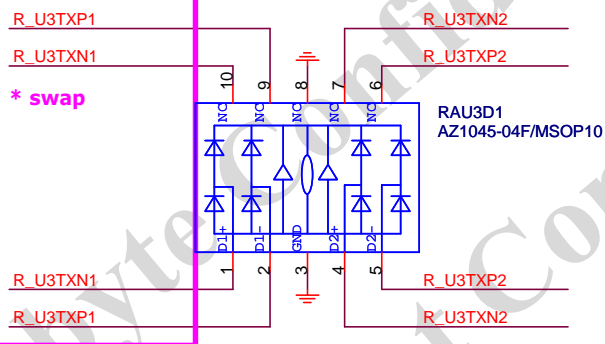 R_U3TXP1
R_U3TXN2
R_U3TXN1
R_U3TXP2
* swap
10
9
8
7
6
NC
NC
NC
NC
RAU3D1
AZ1045-04F/MSOP10
D1+
D1-
GND
D2+
D2-
1
2
3
4
5
R_U3TXN1
R_U3TXP2
R_U3TXP1
R_U3TXN2